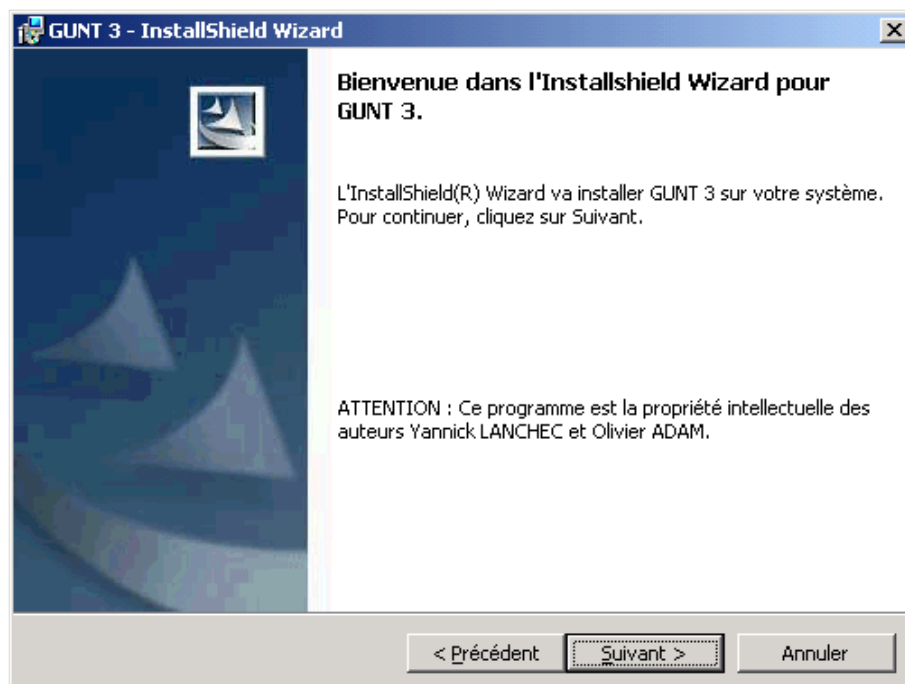 GUNT 3 - InstallShield Wizard
Bienvenue dans l'Installshield Wizard pour
GUNT 3.
L'InstallShield(R) Wizard va installer GUNT 3 sur votre système.
Pour continuer, cliquez sur Suivant.
ATTENTION : Ce programme est la propriété intellectuelle des
auteurs Yannick LANCHEC et Olivier ADAM.
< Précédent
Suivant >
Annuler